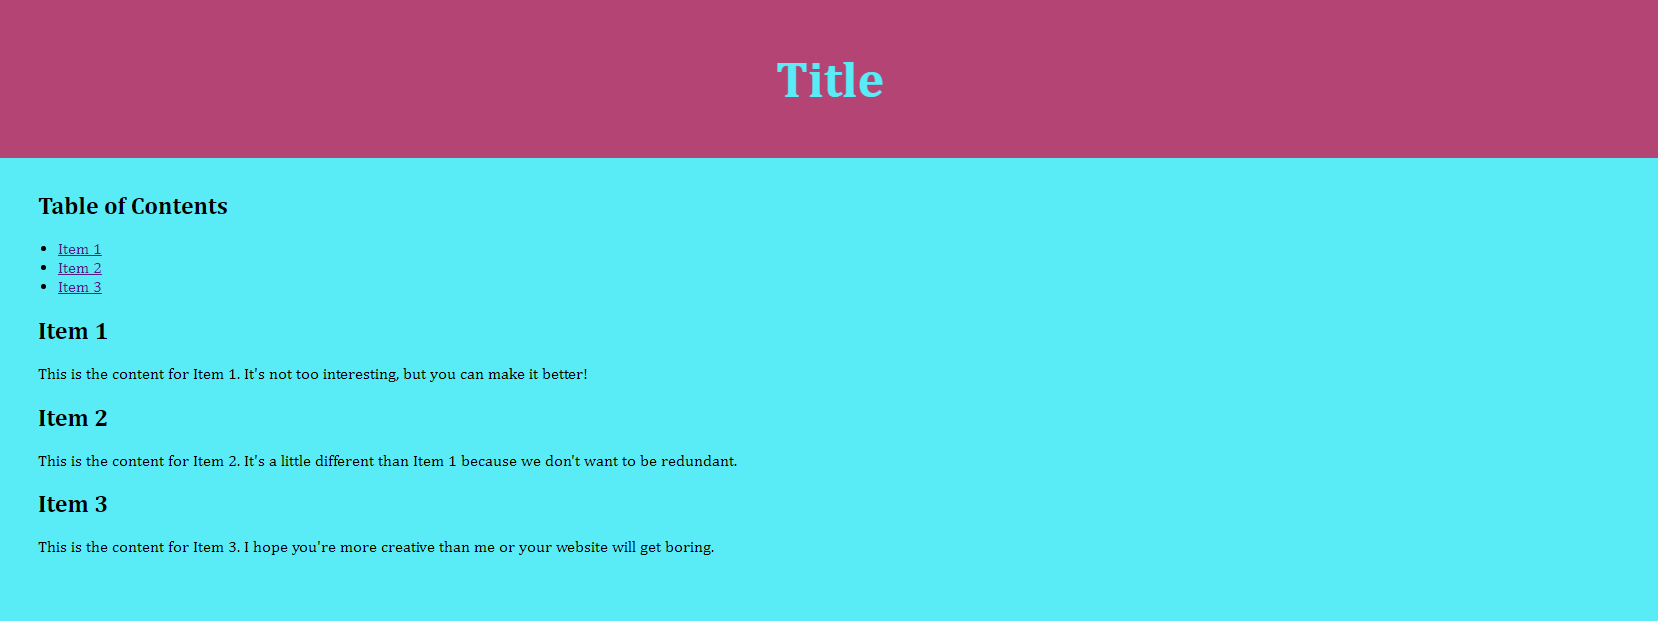 Title
Table of Contents
Item 1
Item 2
Item 3
Item 1
This is the content for Item 1. It's not too interesting, but you can make it better!
Item 2
This is the content for Item 2. It's a little different than Item 1 because we don't want to be redundant.
Item 3
This is the content for Item 3. I hope you're more creative than me or your website will get boring.